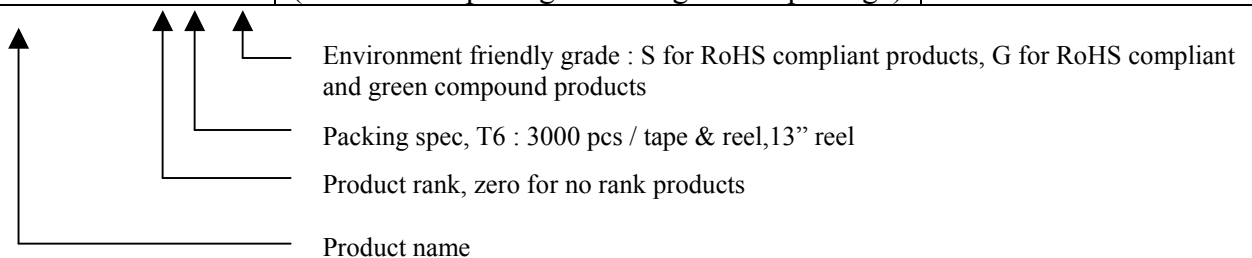 Environment friendly grade : S for RoHS compliant products, G for RoHS compliant
and green compound products
Packing spec, T6 : 3000 pcs / tape & reel,13” reel
Product rank, zero for no rank products
Product name